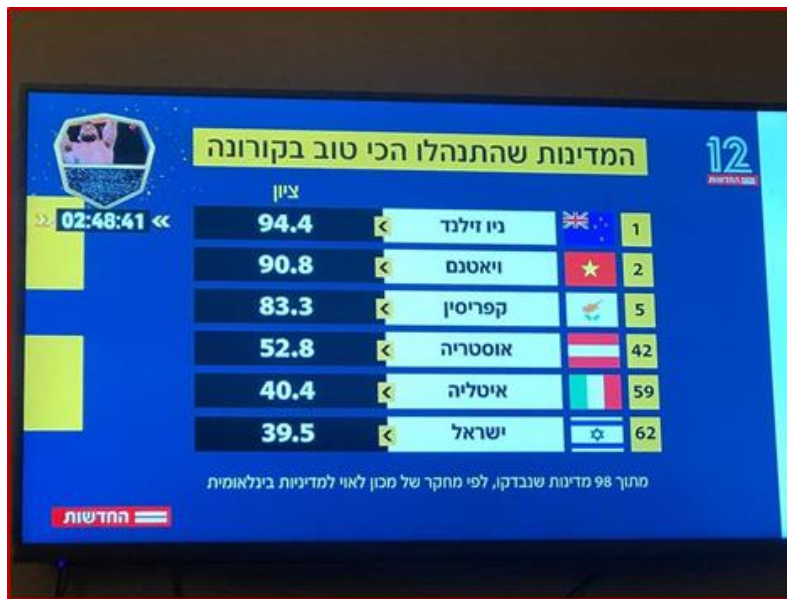 המדינות שהתנהלו הכי טוב בקורונה
12
החדשות
ציון
02:48:41
1 ניו זילנד 94.4
2 ויאטנם 90.8
5 קפריסין 83.3
42 אוסטריה 52.8
59 איטליה 40.4
62 ישראל 39.5
מתוך 98 מדינות שנבדקו, לפי מחקר של מכון לאוי למדיניות בינלאומית
החדשות